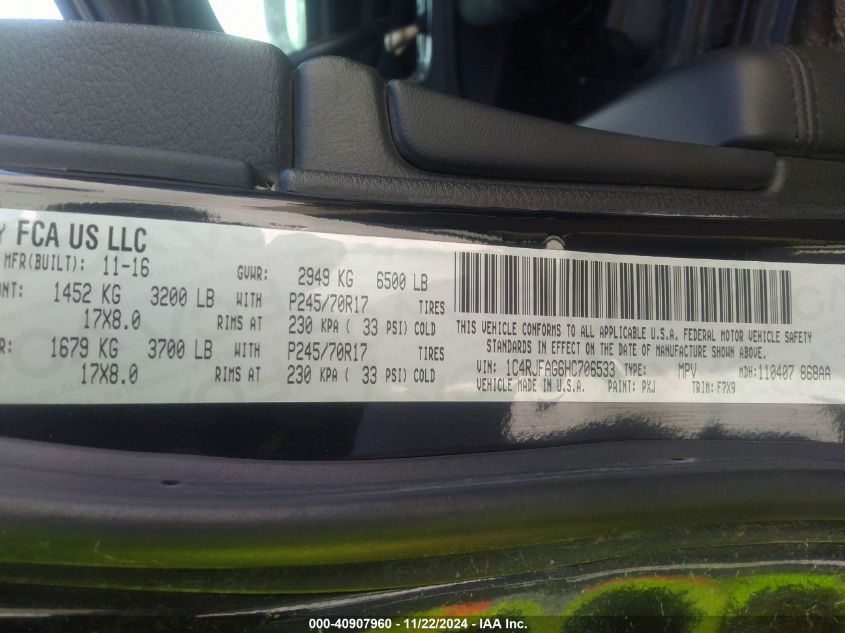 FCA US LLC
MFR(BUILT): 11-16 GVWR: 2949 KG 6500 LB
1452 KG 3200 LB WITH P245/70R17 TIRES
17X8.0 RIMS AT 230 KPA ( 33 PSI) COLD
1679 KG 3700 LB WITH P245/70R17 TIRES
17X8.0 RIMS AT 230 KPA ( 33 PSI) COLD
THIS VEHICLE CONFORMS TO ALL APPLICABLE U.S.A. FEDERAL MOTOR VEHICLE SAFETY
STANDARDS IN EFFECT ON THE DATE OF MANUFACTURE SHOWN ABOVE.
VIN: 1C4RJFAG6HC706533 TYPE: MPV MDH: 110407 868AA
VEHICLE MADE IN U.S.A. PAINT: PXJ TRIM: F7X9
000-40907960 - 11/22/2024 - IAA Inc.